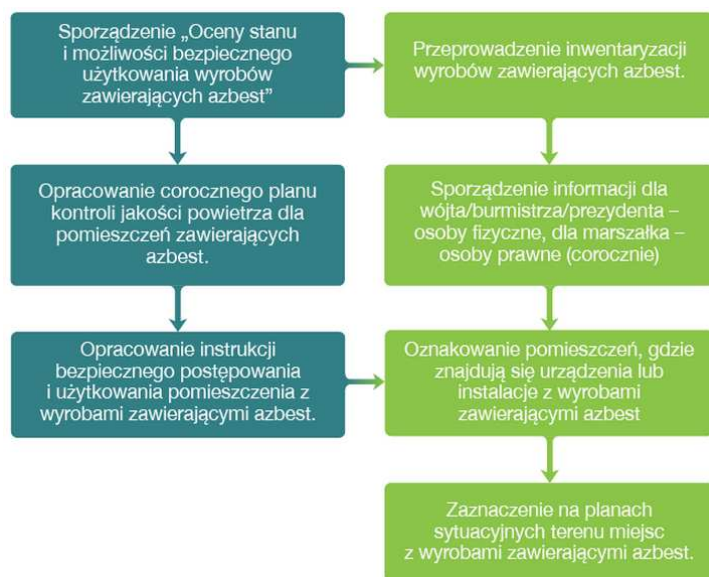 Sporządzenie „Oceny stanu
i możliwości bezpiecznego
użytkowania wyrobów
zawierających azbest”
Przeprowadzenie inwentaryzacji
wyrobów zawierających azbest.
Opracowanie corocznego planu
kontroli jakości powietrza dla
pomieszczeń zawierających
azbest.
Sporządzenie informacji dla
wójta/burmistrza/prezydenta –
osoby fizyczne, dla marszałka –
osoby prawne (corocznie)
Opracowanie instrukcji
bezpiecznego postępowania
i użytkowania pomieszczenia z
wyrobami zawierającymi azbest.
Oznakowanie pomieszczeń, gdzie
znajdują się urządzenia lub
instalacje z wyrobami
zawierającymi azbest
Zaznaczenie na planach
sytuacyjnych terenu miejsc
z wyrobami zawierającymi azbest.